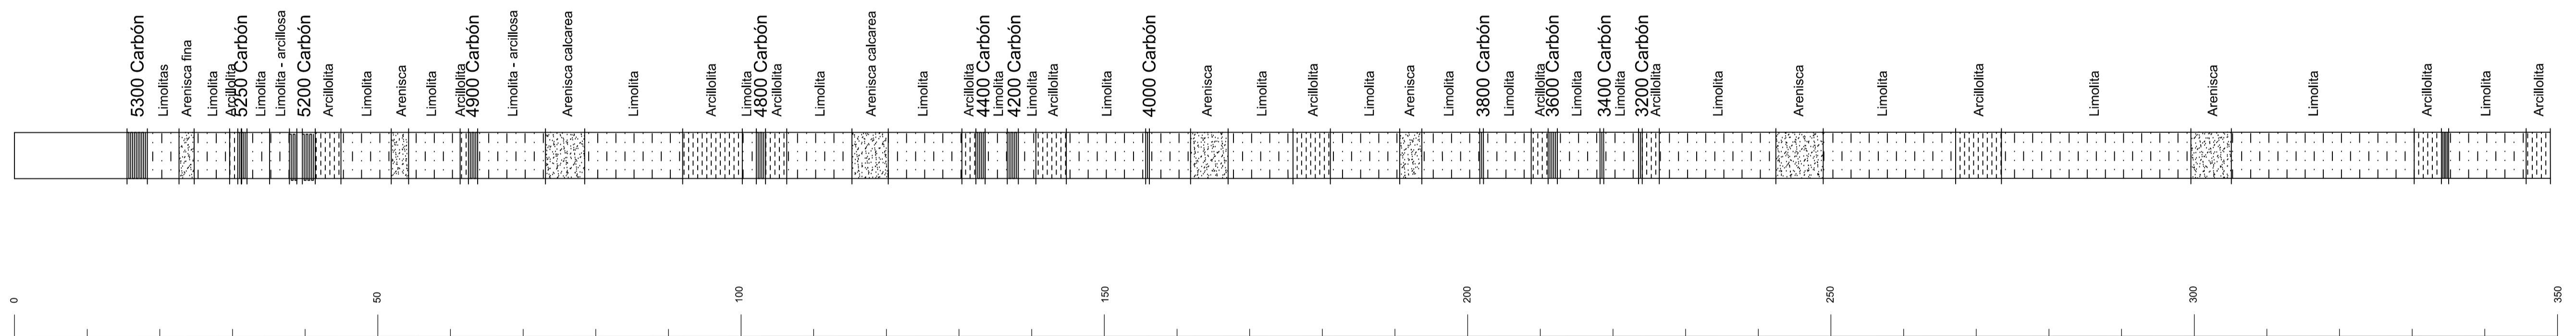 5300 Carbón
Limolitas
Arenisca fina
Limolita
Arcillolita
5250 Carbón
Limolita
Limolita - arcillosa
5200 Carbón
Arcillolita
Limolita
Arenisca
Limolita
Arcillolita
4900 Carbón
Limolita - arcillosa
Arenisca calcarea
Limolita
Arcillolita
Limolita
4800 Carbón
Arcillolita
Limolita
Arenisca calcarea
Limolita
Arcillolita
4400 Carbón
Limolita
4200 Carbón
Limolita
Arcillolita
Limolita
4000 Carbón
Arenisca
Limolita
Arcillolita
Limolita
Arenisca
Limolita
3800 Carbón
Limolita
Arcillolita
3600 Carbón
Limolita
3400 Carbón
Limolita
3200 Carbón
Arcillolita
Limolita
Arenisca
Limolita
Arcillolita
Limolita
Arenisca
Limolita
Arcillolita
Limolita
Arcillolita
0
50
100
150
200
250
300
350